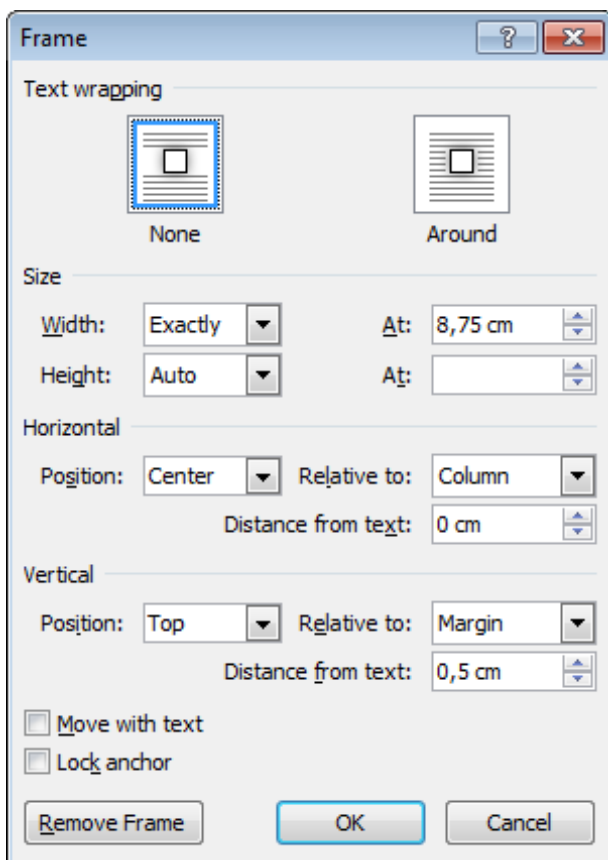 Frame
Text wrapping
None Around
Size
Width: Exactly At: 8,75 cm
Height: Auto At:
Horizontal
Position: Center Relative to: Column
Distance from text: 0 cm
Vertical
Position: Top Relative to: Margin
Distance from text: 0,5 cm
Move with text
Lock anchor
Remove Frame OK Cancel